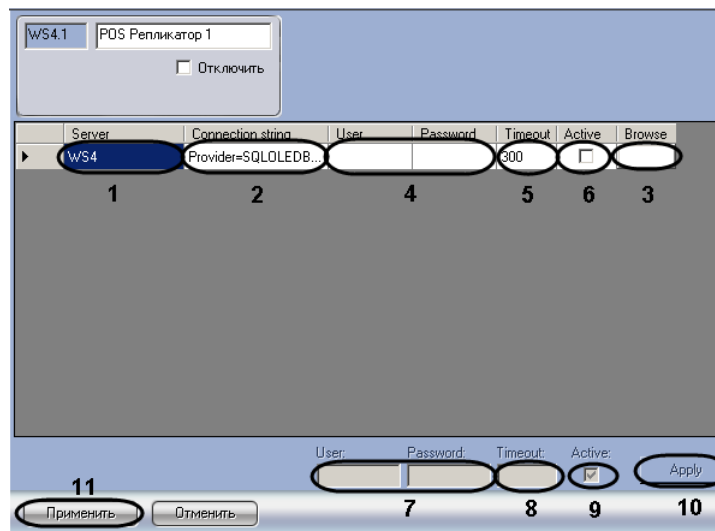 WS4.1 POS Репликатор 1
Отключить
Server Connection string User Password Timeout Active Browse
WS4 Provider=SQLOLEDB... 300
1 2 4 5 6 3
User: Password: Timeout: Active:
Apply
11 7 8 9 10
Применить Отменить